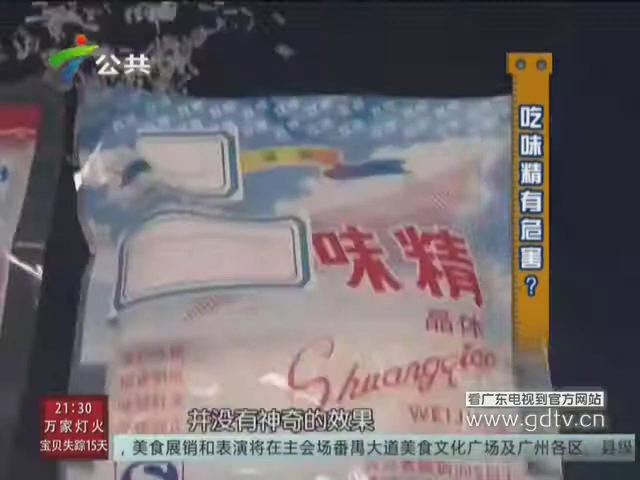 公共
吃味精有危害?
味精
晶体
Shuangqiao
WEIJ
看广东电视到官方网站
www.gdtv.cn
并没有神奇的效果
21:30
万家灯火
宝贝失踪15天
，美食展销和表演将在主会场番禺大道美食文化广场及广州各区、县级